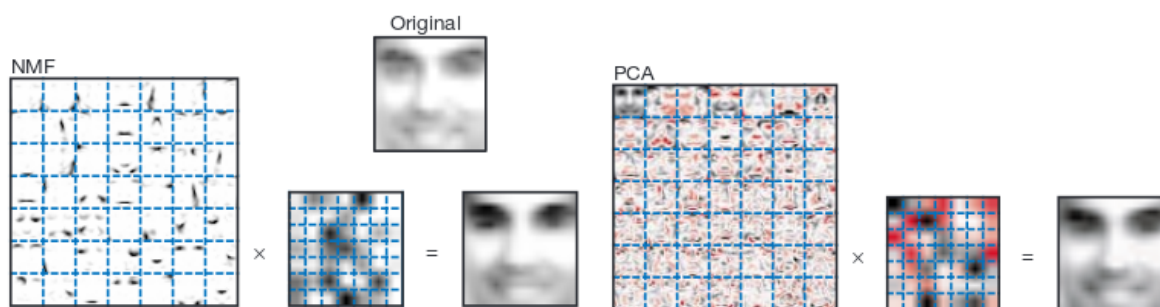 Original
NMF
PCA
× =
× =